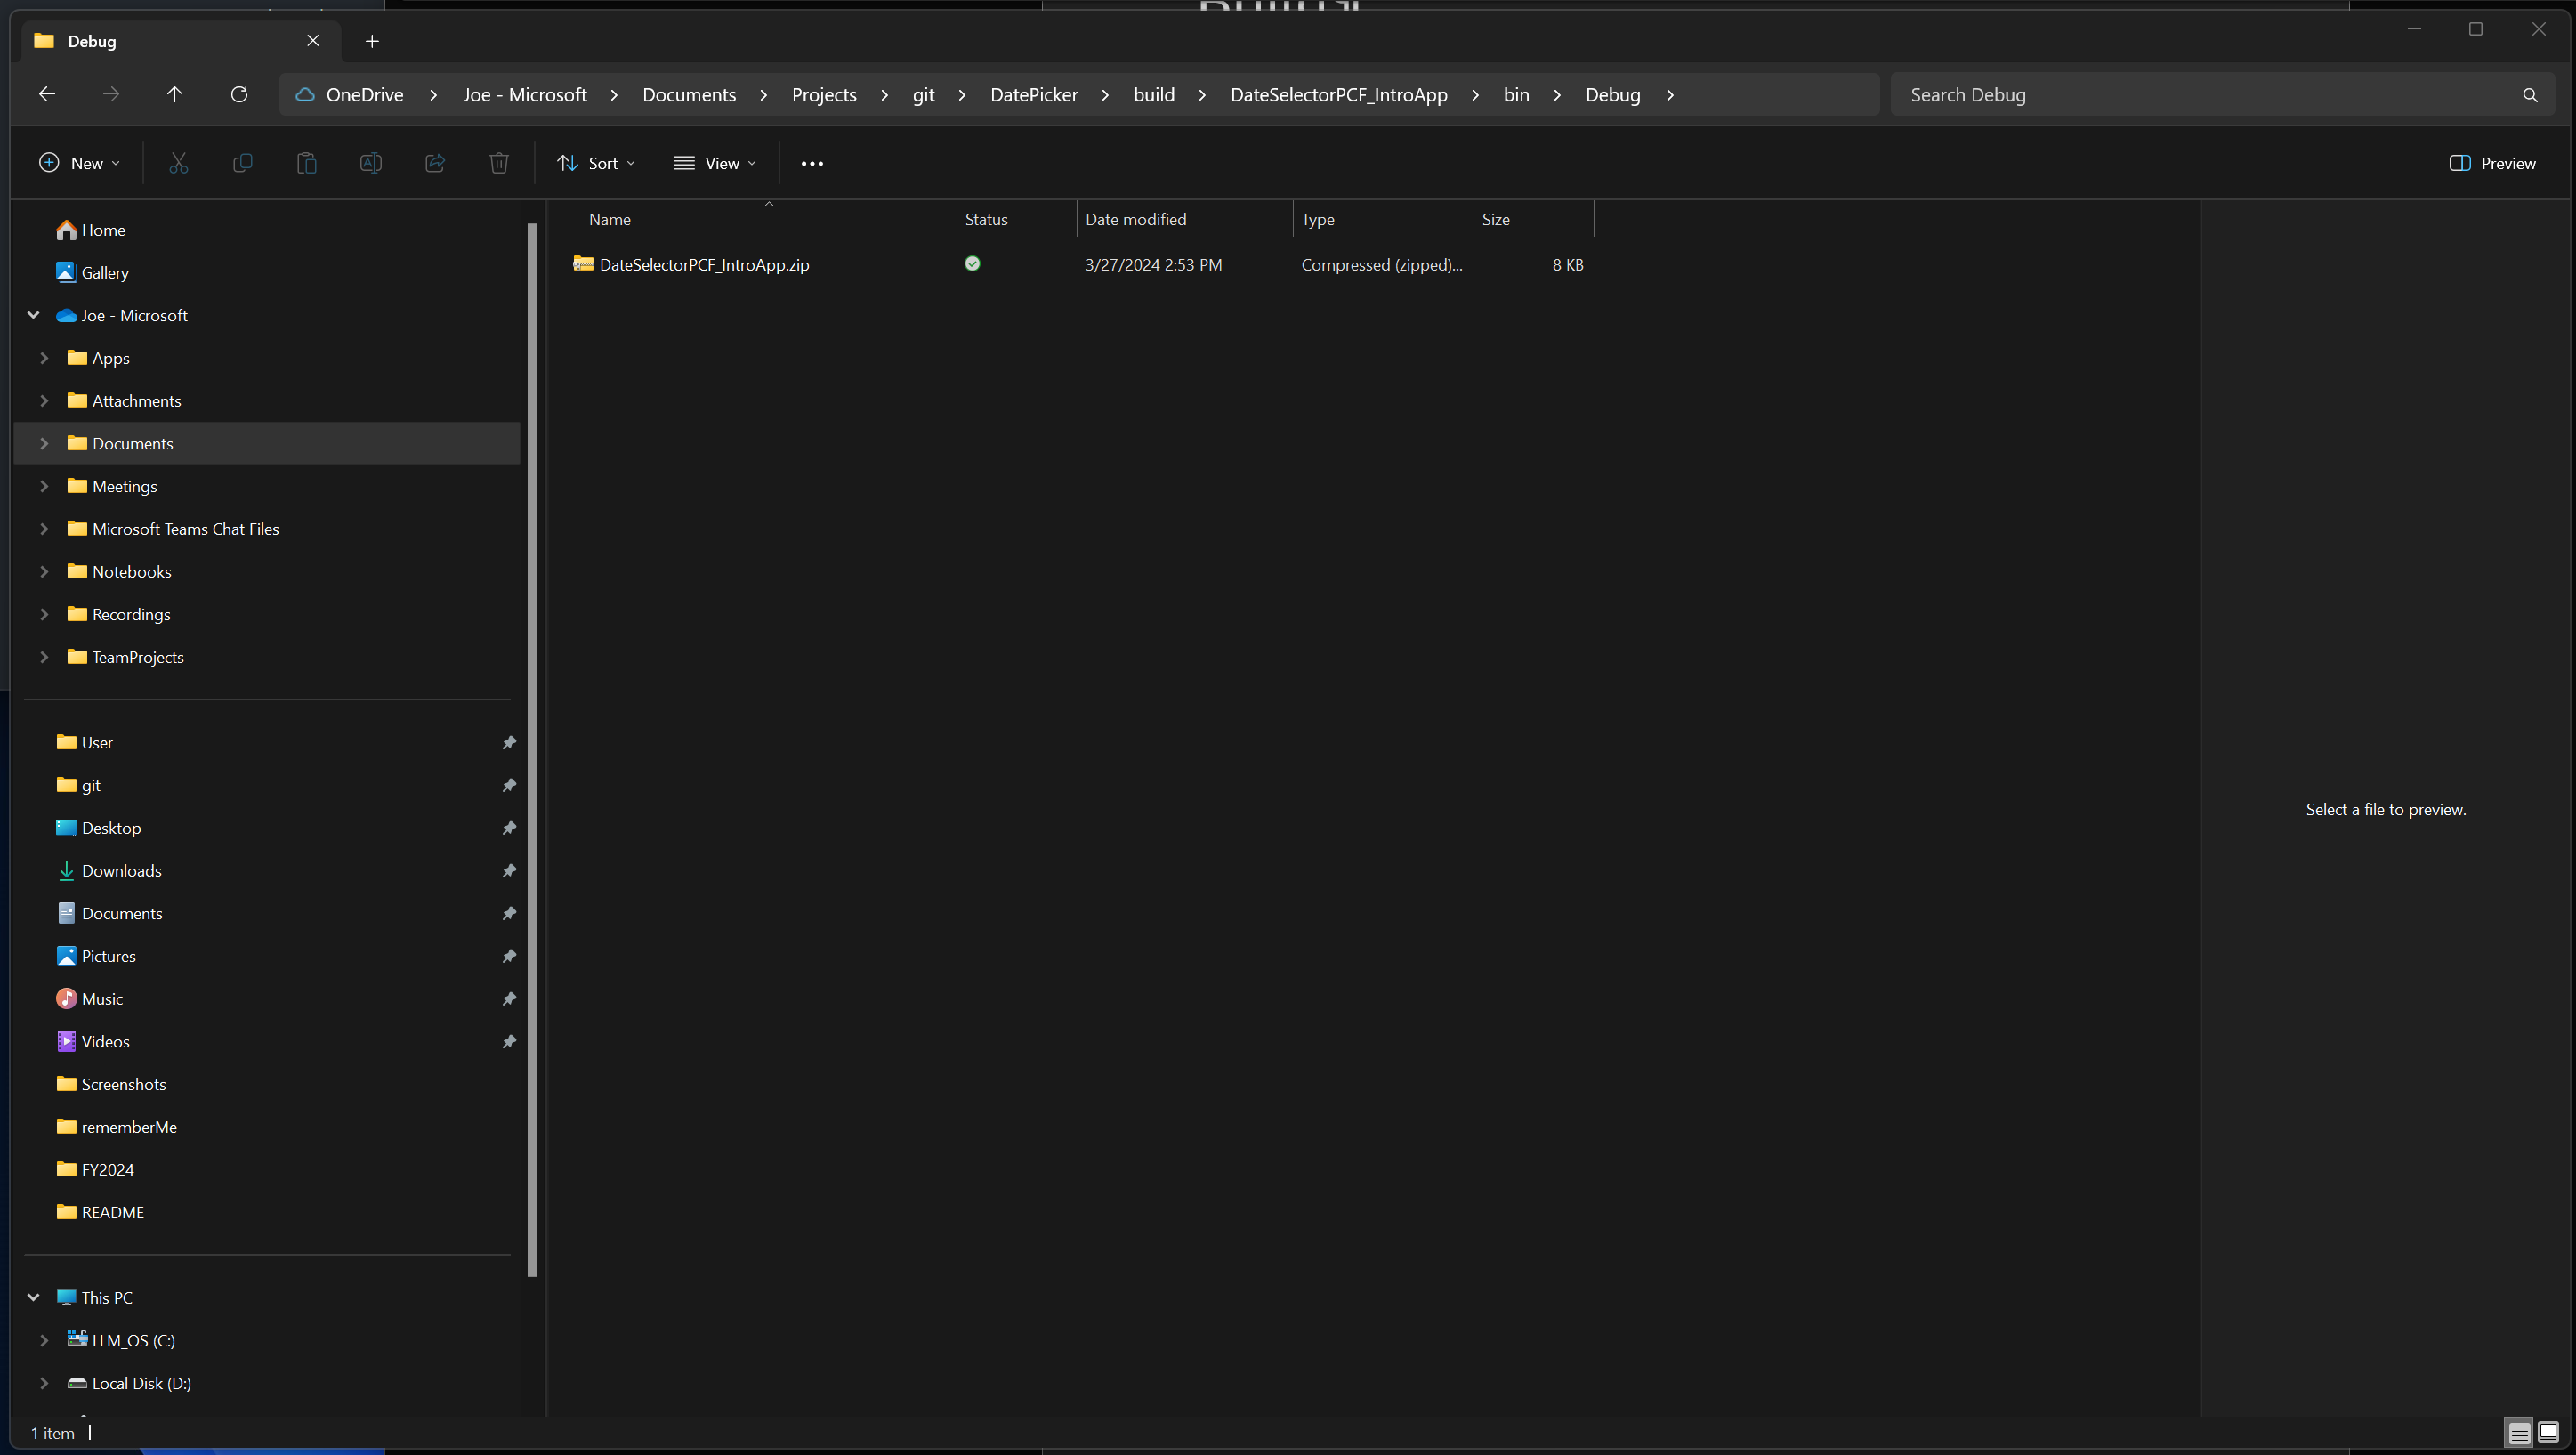 Debug
OneDrive > Joe - Microsoft > Documents > Projects > git > DatePicker > build > DateSelectorPCF_IntroApp > bin > Debug >
Search Debug
New
Sort
View
Preview
Home
Gallery
Joe - Microsoft
Apps
Attachments
Documents
Meetings
Microsoft Teams Chat Files
Notebooks
Recordings
TeamProjects
User
git
Desktop
Downloads
Documents
Pictures
Music
Videos
Screenshots
rememberMe
FY2024
README
This PC
LLM_OS (C:)
Local Disk (D:)
Name Status Date modified Type Size
DateSelectorPCF_IntroApp.zip 3/27/2024 2:53 PM Compressed (zipped)... 8 KB
Select a file to preview.
1 item